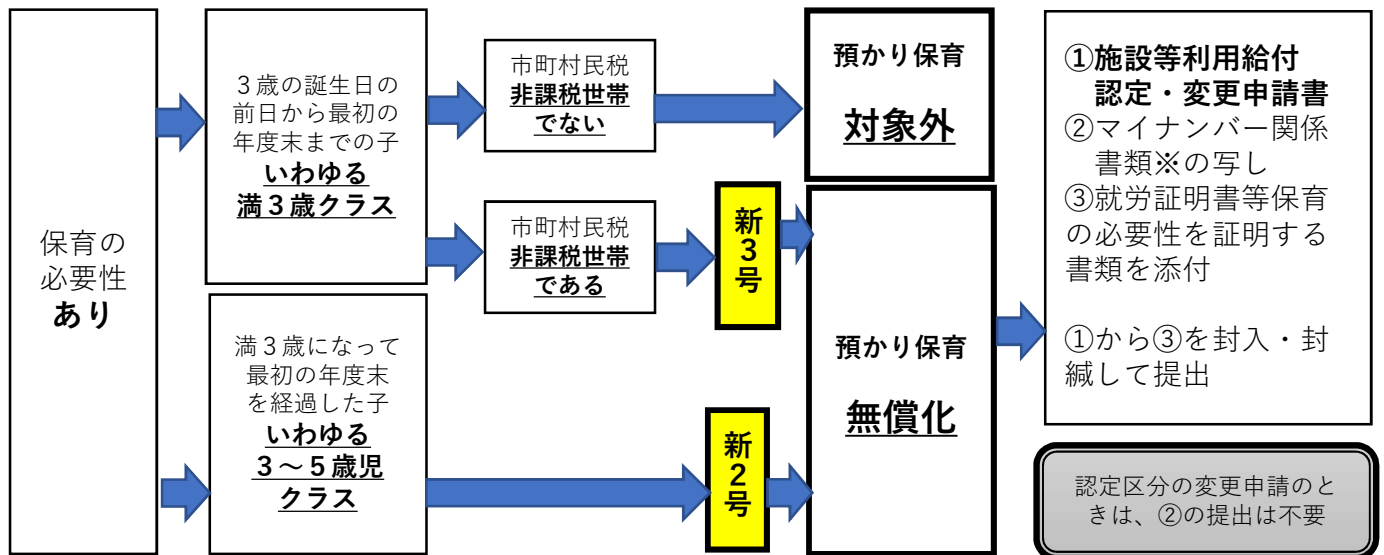 保育の
必要性
あり
３歳の誕生日の
前日から最初の
年度末までの子
いわゆる
満３歳クラス
市町村民税
非課税世帯
でない
預かり保育
対象外
市町村民税
非課税世帯
である
新
３
号
満３歳になって
最初の年度末
を経過した子
いわゆる
３～５歳児
クラス
新
２
号
預かり保育
無償化
①施設等利用給付
認定・変更申請書
②マイナンバー関係
書類※の写し
③就労証明書等保育
の必要性を証明する
書類を添付
①から③を封入・封
緘して提出
認定区分の変更申請のと
きは、②の提出は不要